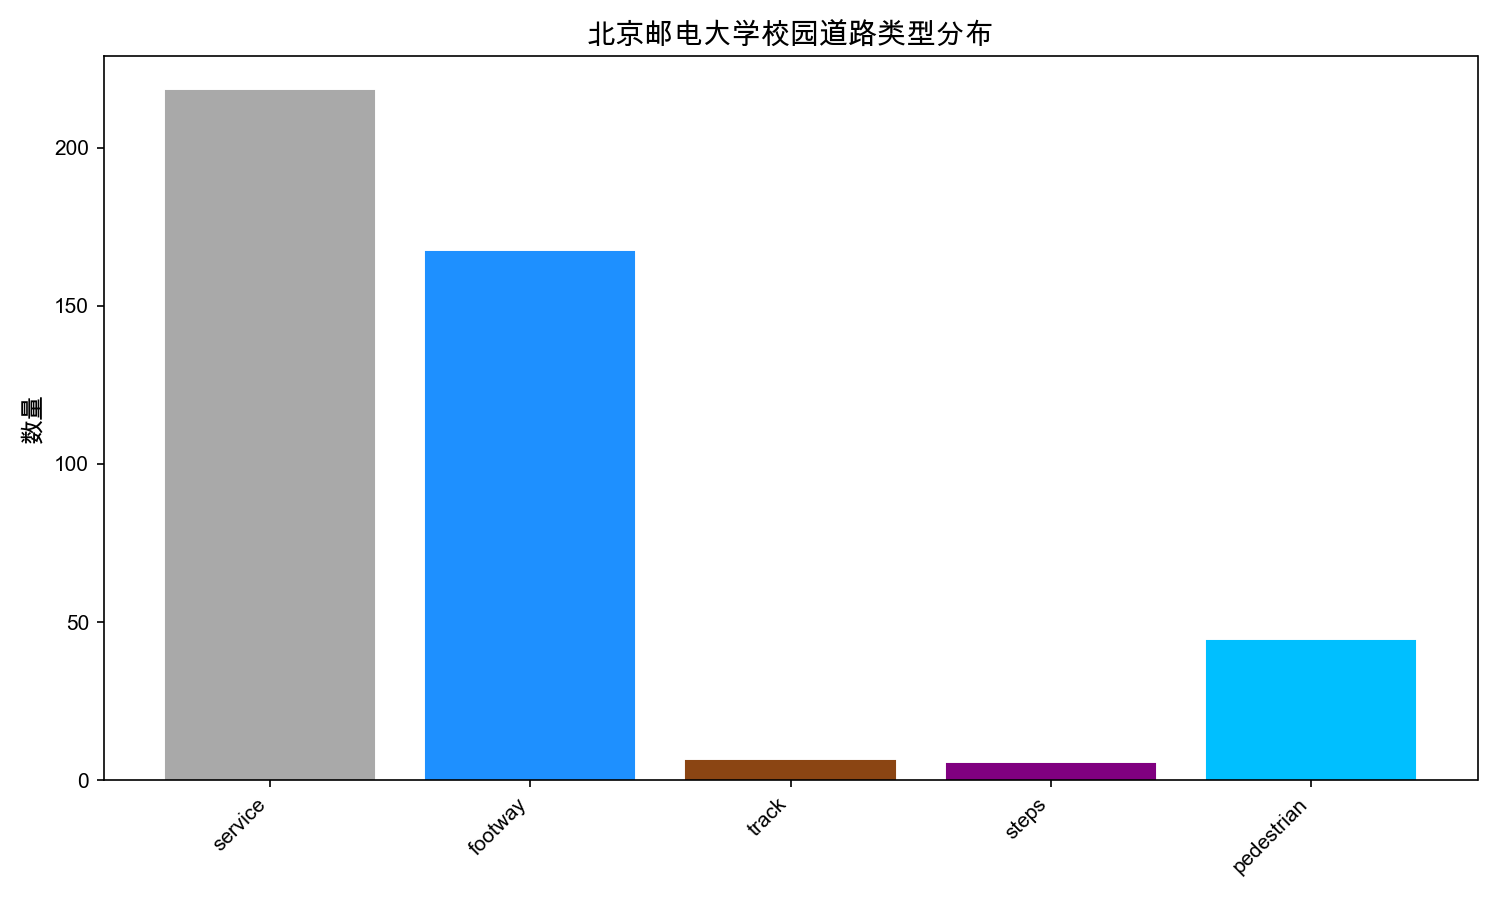 北京邮电大学校园道路类型分布
数量
200
150
100
50
0
service
footway
track
steps
pedestrian